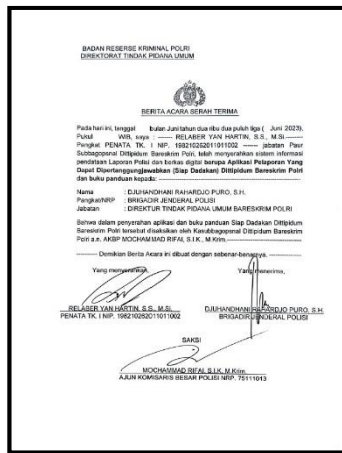 BADAN RESERSE KRIMINAL POLRI
DIREKTORAT TINDAK PIDANA UMUM
BERITA ACARA SERAH TERIMA
Pada hari ini, tanggal bulan Juni tahun dua ribu dua puluh tiga ( Juni 2023),
Pukul WIB, saya : ------- RELABER YAN HARTIN, S.S., M.Si.-------
Pangkat PENATA TK. I NIP. 198210262011011002 ------- jabatan Paur
Subbagopsnal Dittipidum Bareskrim Polri, telah menyerahkan sistem informasi
pendataan Laporan Polisi dan berkas digital berupa Aplikasi Pelaporan Yang
Dapat Dipertanggungjawabkan (Siap Dadakan) Dittipidum Bareskrim Polri
dan buku panduan kepada: -------
Nama : DJUHANDHANI RAHARDJO PURO, S.H.
Pangkat/NRP : BRIGADIR JENDERAL POLISI
Jabatan : DIREKTUR TINDAK PIDANA UMUM BARESKRIM POLRI
Bahwa dalam penyerahan aplikasi dan buku panduan Siap Dadakan Dittipidum
Bareskrim Polri tersebut disaksikan oleh Kasubbagopsnal Dittipidum Bareskrim
Polri a.n. AKBP MOCHAMMAD RIFAI, S.I.K., M.Krim.-------
------- Demikian Berita Acara ini dibuat dengan sebenar-benarnya. -------
Yang menyerahkan, Yang menerima,
RELABER YAN HARTIN, S.S., M.Si. DJUHANDHANI RAHARDJO PURO, S.H.
PENATA TK. I NIP. 198210262011011002 BRIGADIR JENDERAL POLISI
SAKSI
MOCHAMMAD RIFAI, S.I.K., M.Krim.
AJUN KOMISARIS BESAR POLISI NRP. 75111013